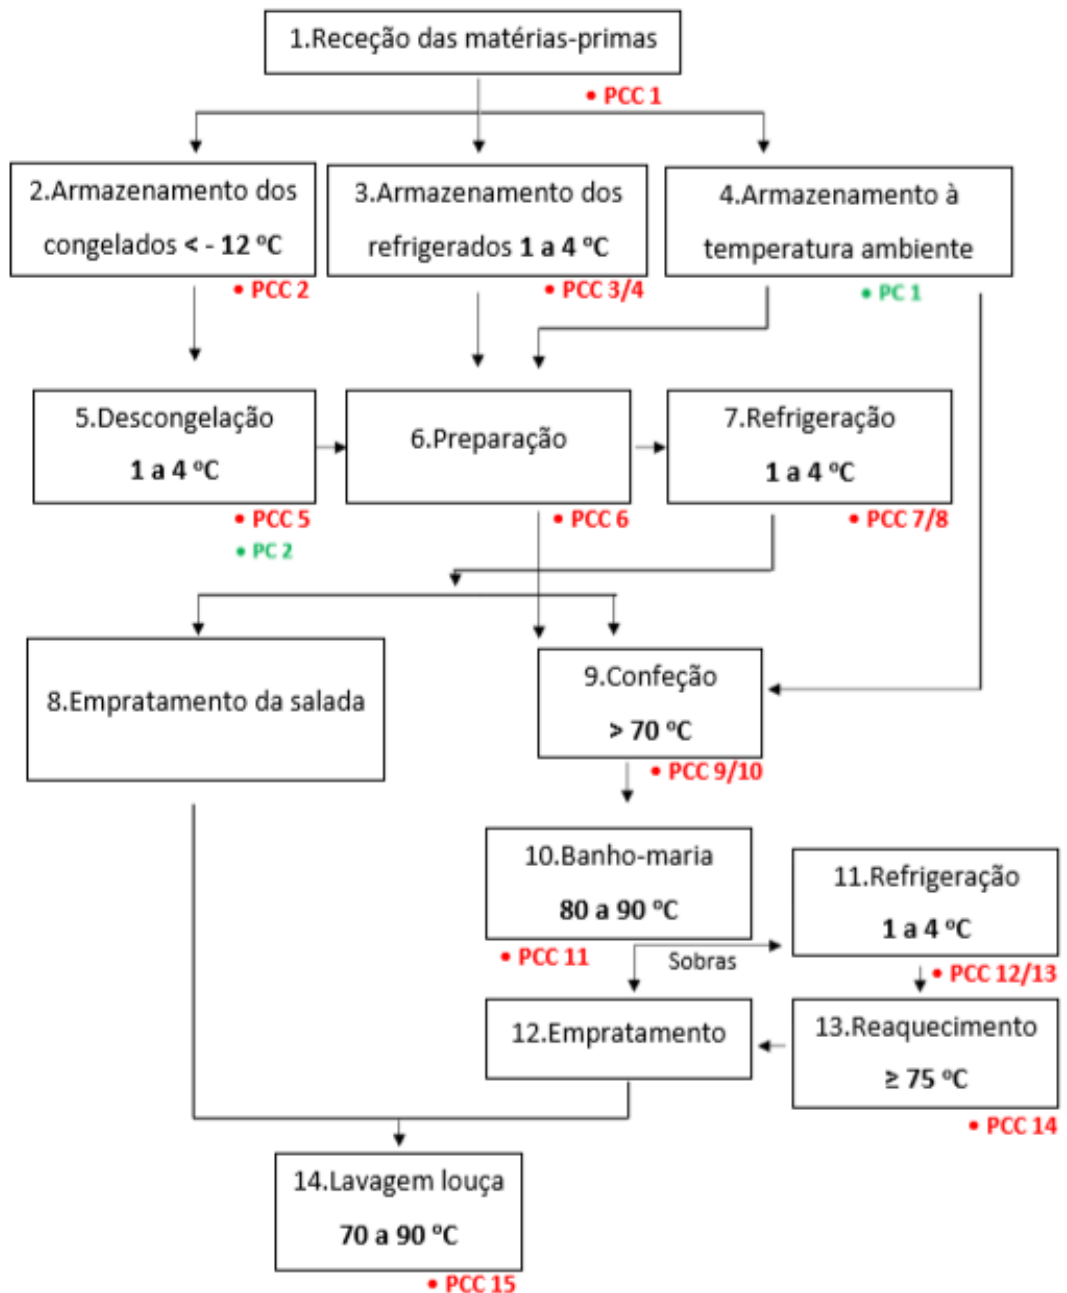 1.Receção das matérias-primas
• PCC 1
2.Armazenamento dos
congelados < - 12 ºC
• PCC 2
3.Armazenamento dos
refrigerados 1 a 4 ºC
• PCC 3/4
4.Armazenamento à
temperatura ambiente
• PC 1
5.Descongelação
1 a 4 ºC
• PCC 5
• PC 2
6.Preparação
• PCC 6
7.Refrigeração
1 a 4 ºC
• PCC 7/8
8.Empratamento da salada
9.Confeção
> 70 ºC
• PCC 9/10
10.Banho-maria
80 a 90 ºC
• PCC 11
Sobras
11.Refrigeração
1 a 4 ºC
• PCC 12/13
12.Empratamento
13.Reaquecimento
≥ 75 ºC
• PCC 14
14.Lavagem louça
70 a 90 ºC
• PCC 15